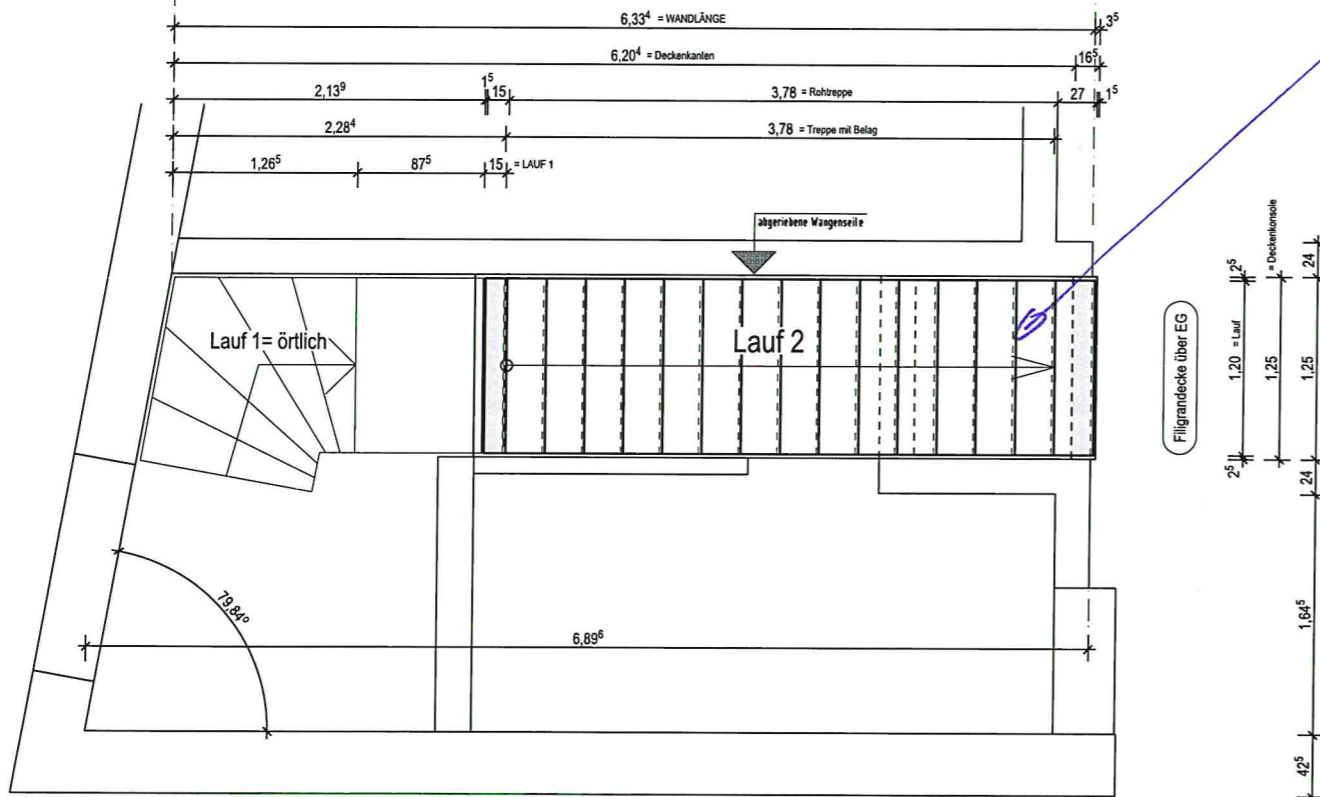 6,33⁴ = WANDLÄNGE
3⁵
6,20⁴ = Deckenkanten
16⁵
2,13⁹
1⁵
15
3,78 = Rohtreppe
27
1⁵
2,28⁴
3,78 = Treppe mit Belag
1,26⁵
87⁵
15 = LAUF 1
abgeriebene Wangenseile
Lauf 1= örtlich
Lauf 2
Filigrandecke über EG
2⁵
1,20 = Lauf
2⁵
= Deckenkonsole
1,25
24
1,25
24
1,64⁵
42⁵
79,84⁰
6,89⁶